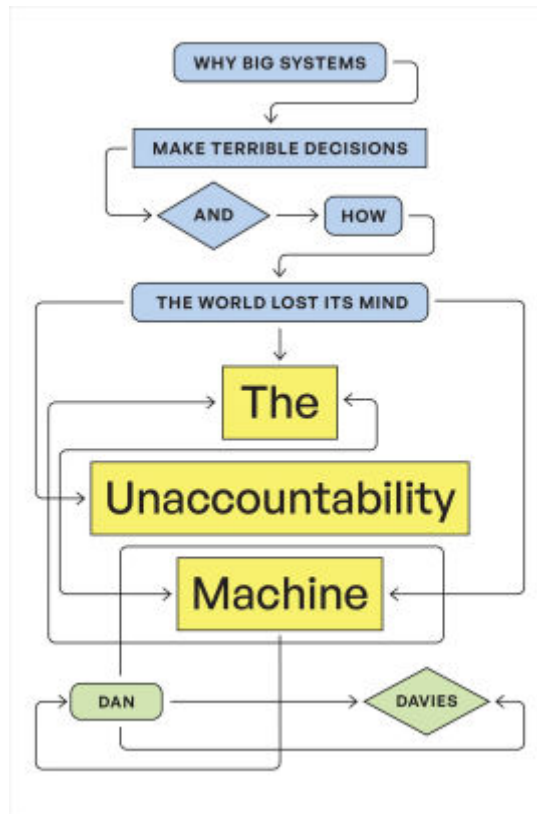 WHY BIG SYSTEMS
MAKE TERRIBLE DECISIONS
AND HOW
THE WORLD LOST ITS MIND
The
Unaccountability
Machine
DAN DAVIES